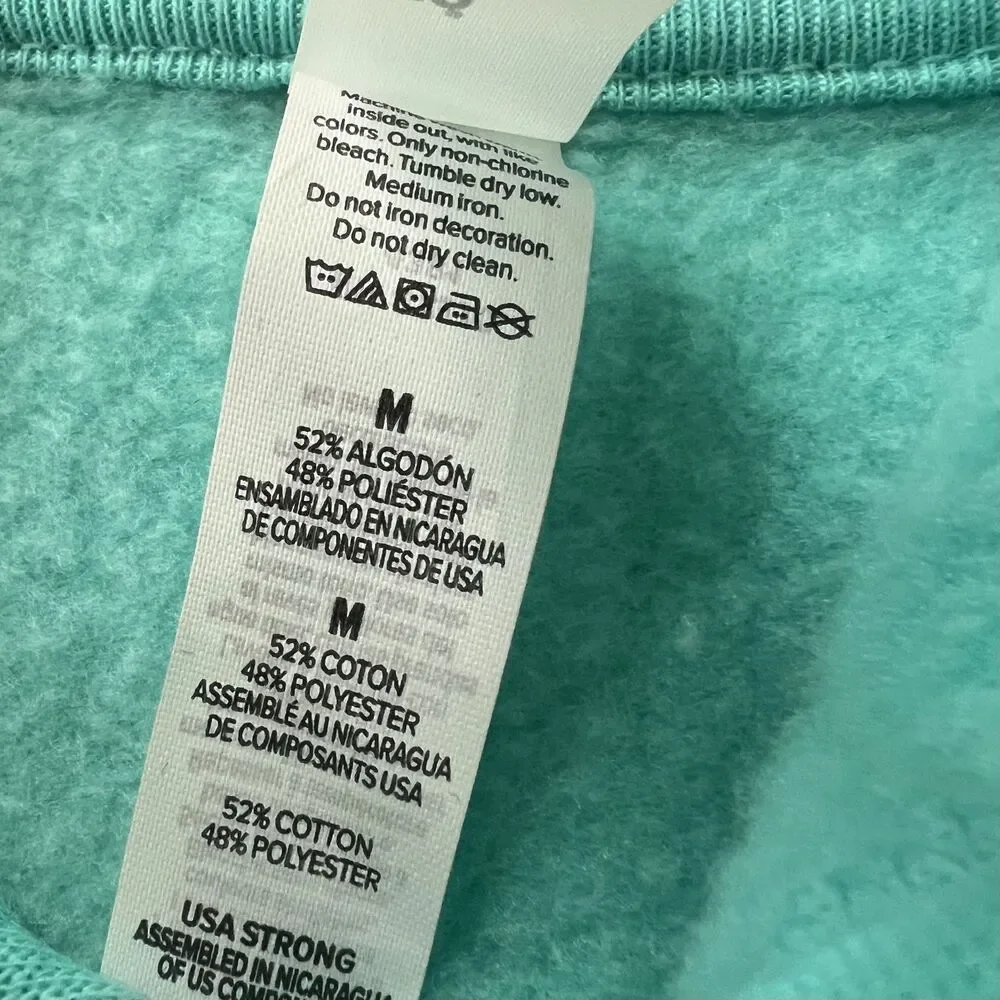 inside out, with like
colors. Only non-chlorine
bleach. Tumble dry low.
Medium iron.
Do not iron decoration.
Do not dry clean.
M
52% ALGODÓN
48% POLIÉSTER
ENSAMBLADO EN NICARAGUA
DE COMPONENTES DE USA
M
52% COTON
48% POLYESTER
ASSEMBLÉ AU NICARAGUA
DE COMPOSANTS USA
52% COTTON
48% POLYESTER
USA STRONG
ASSEMBLED IN NICARAGUA
OF US